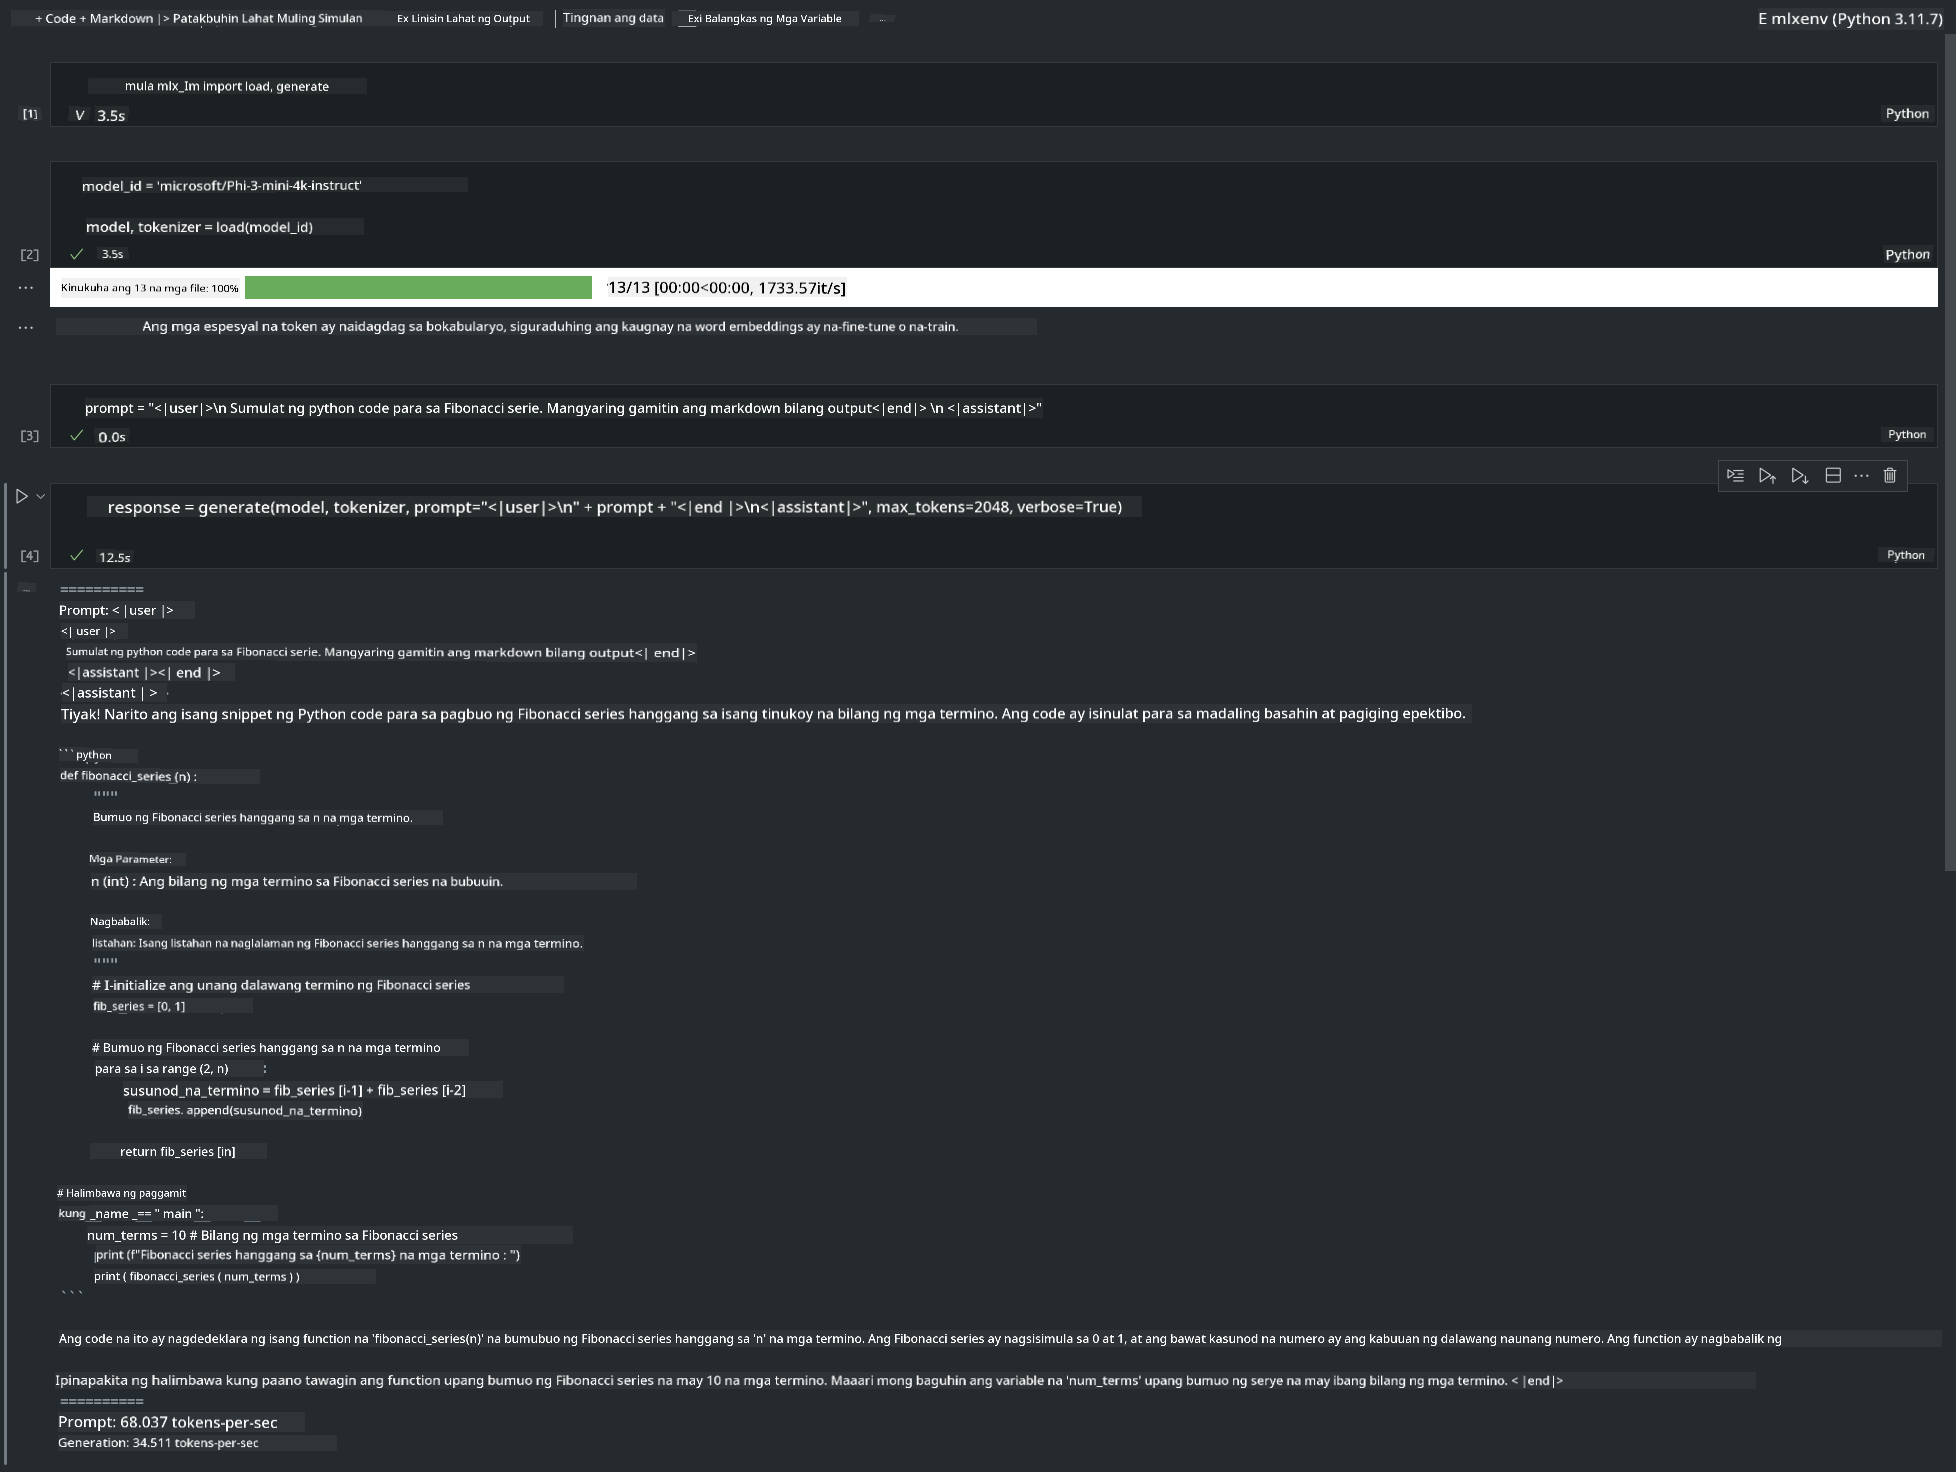 + Code + Markdown |> Patakbuhin Lahat Muling Simulan Ex Linisin Lahat ng Output | Tingnan ang data Exi Balangkas ng Mga Variable ... E mlxenv (Python 3.11.7)
mula mlx_Im import load, generate
[1] V 3.5s Python
model_id = 'microsoft/Phi-3-mini-4k-instruct'
model, tokenizer = load(model_id)
[2] ✓ 3.5s Python
... Kinukuha ang 13 na mga file: 100% 13/13 [00:00<00:00, 1733.57it/s]
... Ang mga espesyal na token ay naidagdag sa bokabularyo, siguraduhing ang kaugnay na word embeddings ay na-fine-tune o na-train.
prompt = "<|user|>\n Sumulat ng python code para sa Fibonacci serie. Mangyaring gamitin ang markdown bilang output<|end|> \n <|assistant|>"
[3] ✓ 0.0s Python
response = generate(model, tokenizer, prompt="<|user|>\n" + prompt + "<|end |>\n<|assistant|>", max_tokens=2048, verbose=True)
[4] ✓ 12.5s Python
... ==========
Prompt: < |user |>
<| user |>
Sumulat ng python code para sa Fibonacci serie. Mangyaring gamitin ang markdown bilang output<| end|>
<|assistant |><| end |>
<|assistant | >
Tiyak! Narito ang isang snippet ng Python code para sa pagbuo ng Fibonacci series hanggang sa isang tinukoy na bilang ng mga termino. Ang code ay isinulat para sa madaling basahin at pagiging epektibo.
```python
def fibonacci_series (n) :
"""
Bumuo ng Fibonacci series hanggang sa n na mga termino.
Mga Parameter:
n (int) : Ang bilang ng mga termino sa Fibonacci series na bubuuin.
Nagbabalik:
listahan: Isang listahan na naglalaman ng Fibonacci series hanggang sa n na mga termino.
"""
# I-initialize ang unang dalawang termino ng Fibonacci series
fib_series = [0, 1]
# Bumuo ng Fibonacci series hanggang sa n na mga termino
para sa i sa range (2, n) :
susunod_na_termino = fib_series [i-1] + fib_series [i-2]
fib_series. append(susunod_na_termino)
return fib_series [in]
# Halimbawa ng paggamit
kung _name _== " main ":
num_terms = 10 # Bilang ng mga termino sa Fibonacci series
print (f"Fibonacci series hanggang sa {num_terms} na mga termino : ")
print ( fibonacci_series ( num_terms ) )
```
Ang code na ito ay nagdedeklara ng isang function na 'fibonacci_series(n)' na bumubuo ng Fibonacci series hanggang sa 'n' na mga termino. Ang Fibonacci series ay nagsisimula sa 0 at 1, at ang bawat kasunod na numero ay ang kabuuan ng dalawang naunang numero. Ang function ay nagbabalik ng
Ipinapakita ng halimbawa kung paano tawagin ang function upang bumuo ng Fibonacci series na may 10 na mga termino. Maaari mong baguhin ang variable na 'num_terms' upang bumuo ng serye na may ibang bilang ng mga termino. < |end|>
==========
Prompt: 68.037 tokens-per-sec
Generation: 34.511 tokens-per-sec